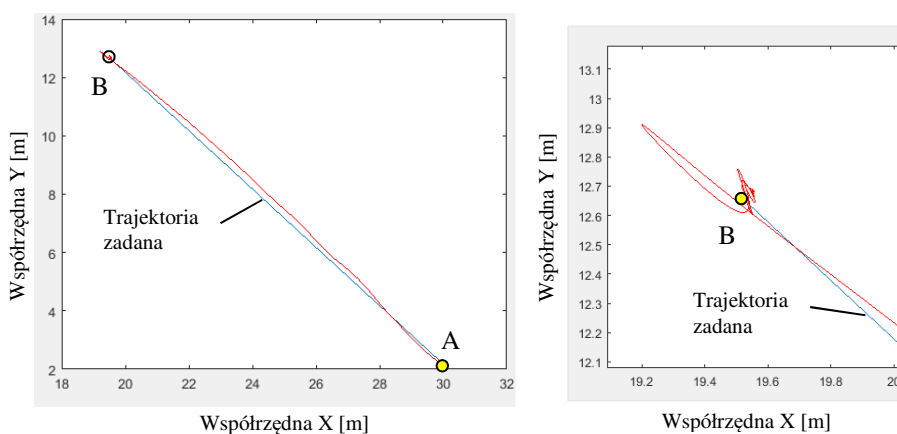 14
12
10
8
6
4
2
18
20
22
24
26
28
30
32
Współrzędna Y [m]
Współrzędna X [m]
B
A
Trajektoria
zadana
13.1
13
12.9
12.8
12.7
12.6
12.5
12.4
12.3
12.2
12.1
19.2
19.4
19.6
19.8
20
Współrzędna Y [m]
Współrzędna X [m]
B
Trajektoria
zadana